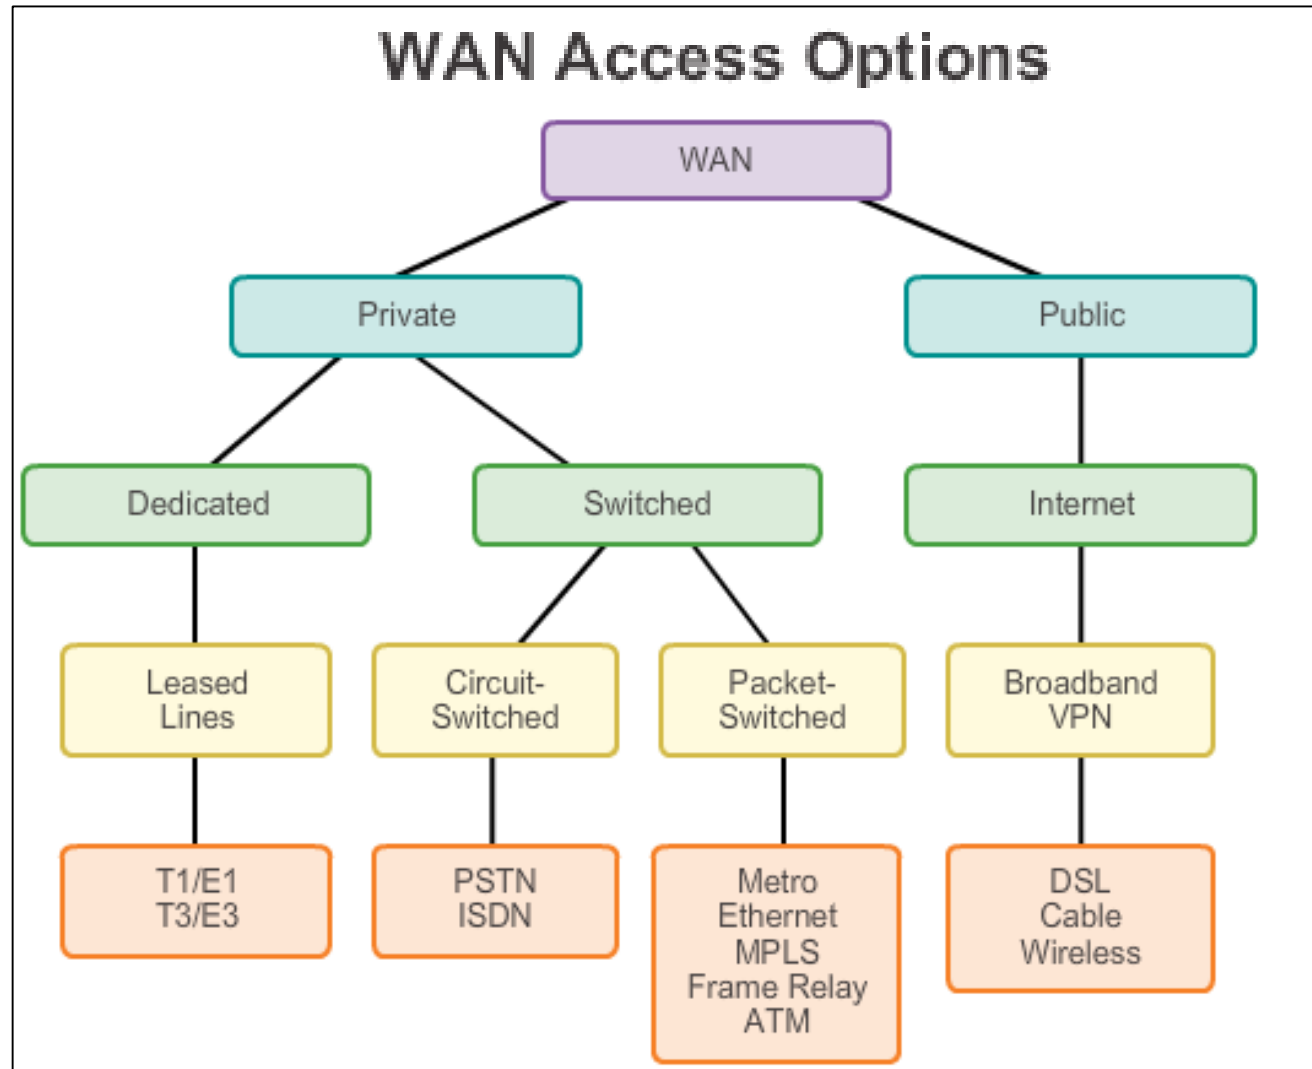 WAN Access Options
WAN
Private
Public
Dedicated
Switched
Internet
Leased
Lines
Circuit-
Switched
Packet-
Switched
Broadband
VPN
T1/E1
T3/E3
PSTN
ISDN
Metro
Ethernet
MPLS
Frame Relay
ATM
DSL
Cable
Wireless